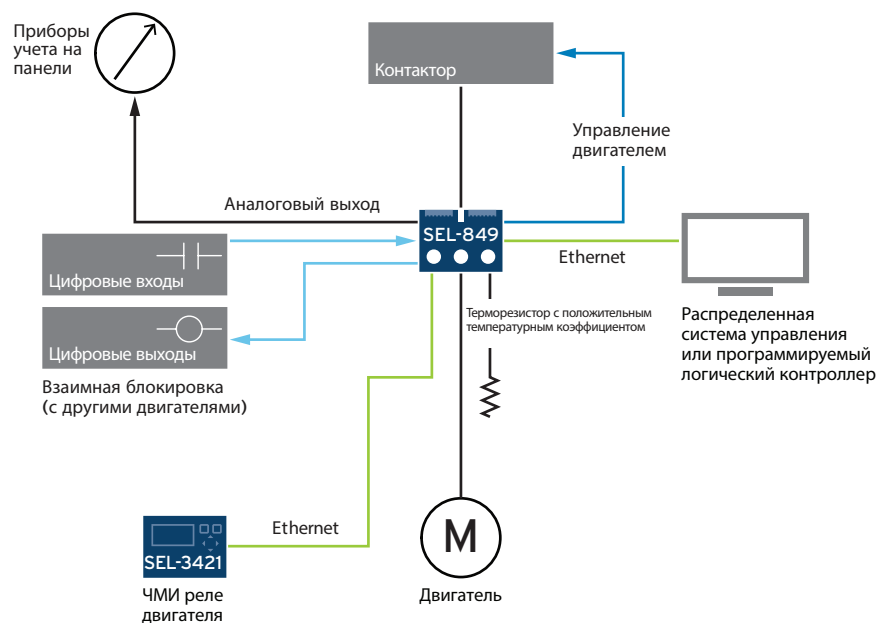 Приборы
учета на
панели
Контактор
Управление
двигателем
Аналоговый выход
SEL-849
Ethernet
Цифровые входы
Цифровые выходы
Взаимная блокировка
(с другими двигателями)
Терморезистор с положительным
температурным коэффициентом
Распределенная
система управления
или программируемый
логический контроллер
Ethernet
SEL-3421
ЧМИ реле
двигателя
M
Двигатель